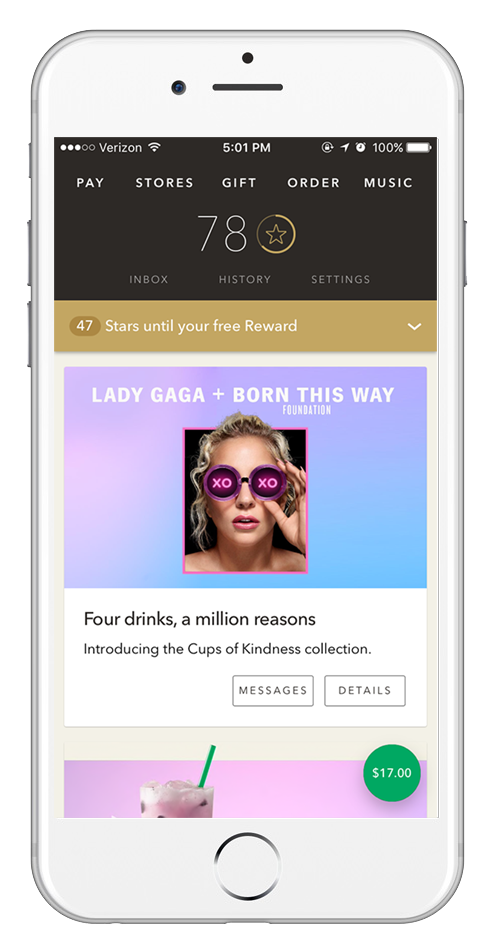 Verizon 5:01 PM 100%
PAY STORES GIFT ORDER MUSIC
78
INBOX HISTORY SETTINGS
47 Stars until your free Reward
LADY GAGA + BORN THIS WAY
FOUNDATION
XO XO
Four drinks, a million reasons
Introducing the Cups of Kindness collection.
MESSAGES DETAILS
$17.00